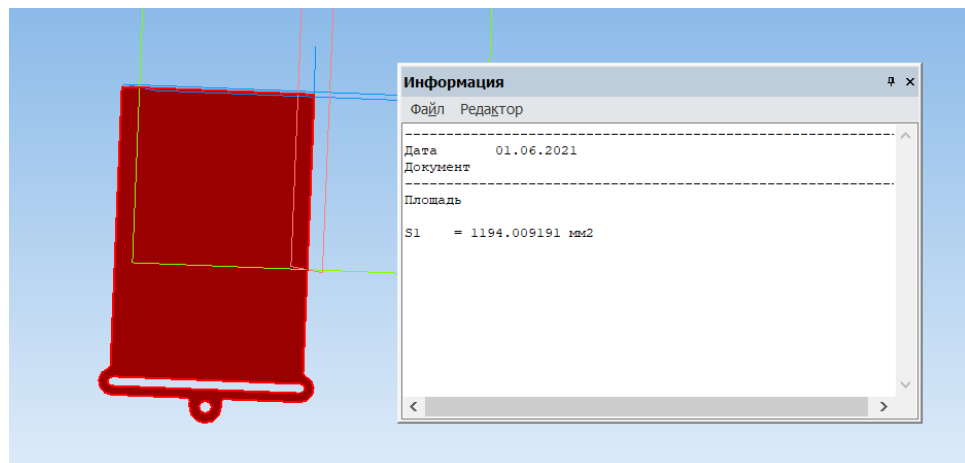 Информация
Файл Редактор
Дата 01.06.2021
Документ
Площадь
S1 = 1194.009191 мм2